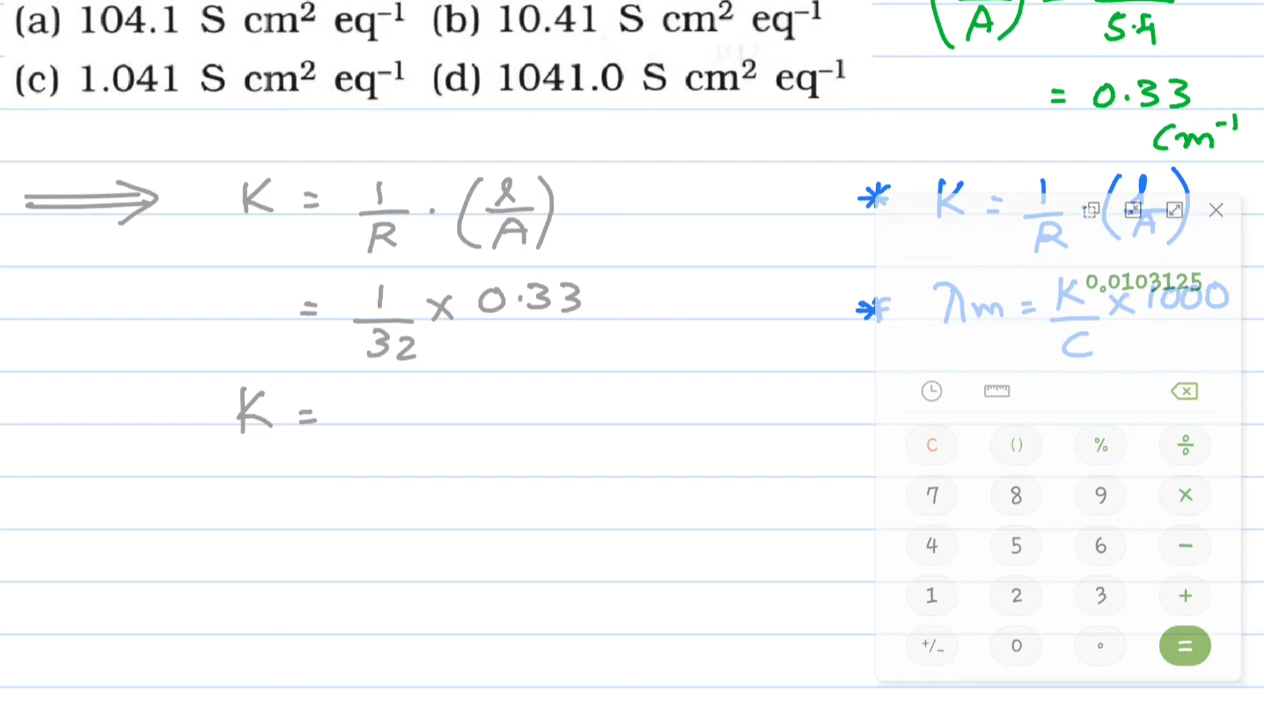 (a) 104.1 S cm² eq⁻¹ (b) 10.41 S cm² eq⁻¹
(c) 1.041 S cm² eq⁻¹ (d) 1041.0 S cm² eq⁻¹
(/A) = /5.4
= 0.33
cm⁻¹
⟹ K = 1/R · (l/A)
= 1/32 × 0.33
K =
* K = 1/R (l/A)
* λm = K/C × 1000
0.0103125
C () % ÷
7 8 9 ×
4 5 6 −
1 2 3 +
+/− 0 . =